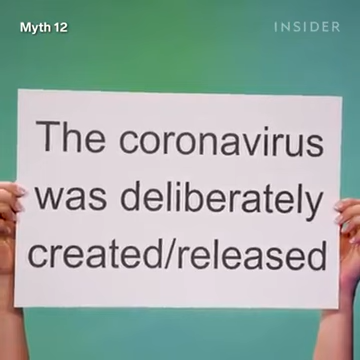 Myth 12
INSIDER
The coronavirus
was deliberately
created/released